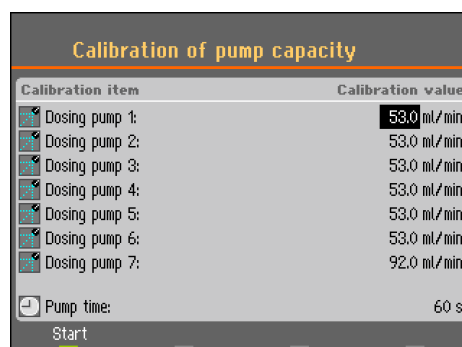 Calibration of pump capacity
Calibration item Calibration value
Dosing pump 1: 53.0 ml/min
Dosing pump 2: 53.0 ml/min
Dosing pump 3: 53.0 ml/min
Dosing pump 4: 53.0 ml/min
Dosing pump 5: 53.0 ml/min
Dosing pump 6: 53.0 ml/min
Dosing pump 7: 92.0 ml/min
Pump time: 60 s
Start